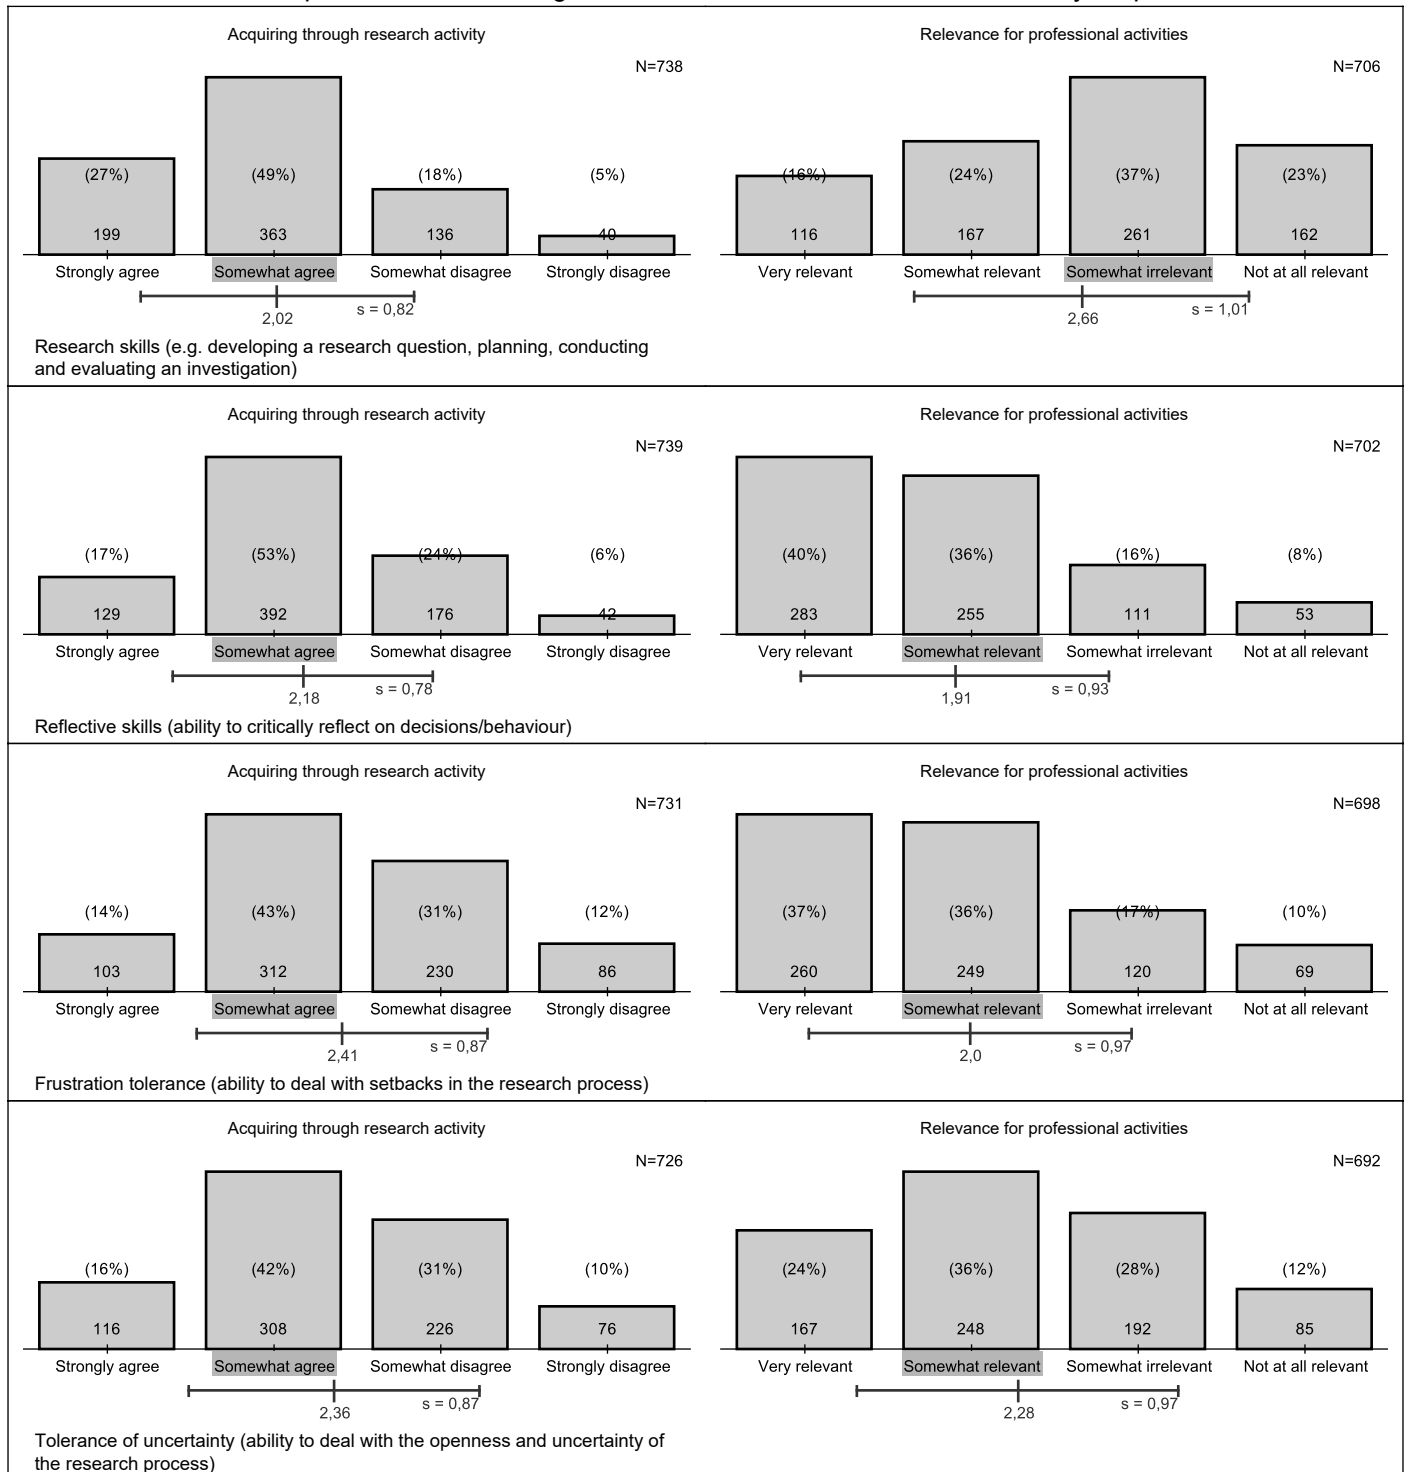 Acquiring through research activity
Relevance for professional activities
N=738
N=706
(27%) (49%) (18%) (5%)
(16%) (24%) (37%) (23%)
199 363 136 40
116 167 261 162
Strongly agree Somewhat agree Somewhat disagree Strongly disagree
Very relevant Somewhat relevant Somewhat irrelevant Not at all relevant
2,02 s = 0,82
2,66 s = 1,01
Research skills (e.g. developing a research question, planning, conducting
and evaluating an investigation)
Acquiring through research activity
Relevance for professional activities
N=739
N=702
(17%) (53%) (24%) (6%)
(40%) (36%) (16%) (8%)
129 392 176 42
283 255 111 53
Strongly agree Somewhat agree Somewhat disagree Strongly disagree
Very relevant Somewhat relevant Somewhat irrelevant Not at all relevant
2,18 s = 0,78
1,91 s = 0,93
Reflective skills (ability to critically reflect on decisions/behaviour)
Acquiring through research activity
Relevance for professional activities
N=731
N=698
(14%) (43%) (31%) (12%)
(37%) (36%) (17%) (10%)
103 312 230 86
260 249 120 69
Strongly agree Somewhat agree Somewhat disagree Strongly disagree
Very relevant Somewhat relevant Somewhat irrelevant Not at all relevant
2,41 s = 0,87
2,0 s = 0,97
Frustration tolerance (ability to deal with setbacks in the research process)
Acquiring through research activity
Relevance for professional activities
N=726
N=692
(16%) (42%) (31%) (10%)
(24%) (36%) (28%) (12%)
116 308 226 76
167 248 192 85
Strongly agree Somewhat agree Somewhat disagree Strongly disagree
Very relevant Somewhat relevant Somewhat irrelevant Not at all relevant
2,36 s = 0,87
2,28 s = 0,97
Tolerance of uncertainty (ability to deal with the openness and uncertainty of
the research process)